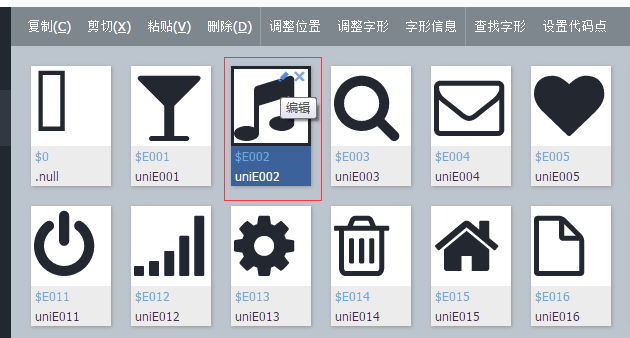 复制(C) 剪切(X) 粘贴(V) 删除(D) 调整位置 调整字形 字形信息 查找字形 设置代码点
编辑
$0 $E001 $E002 $E003 $E004 $E005
.null uniE001 uniE002 uniE003 uniE004 uniE005
$E011 $E012 $E013 $E014 $E015 $E016
uniE011 uniE012 uniE013 uniE014 uniE015 uniE016